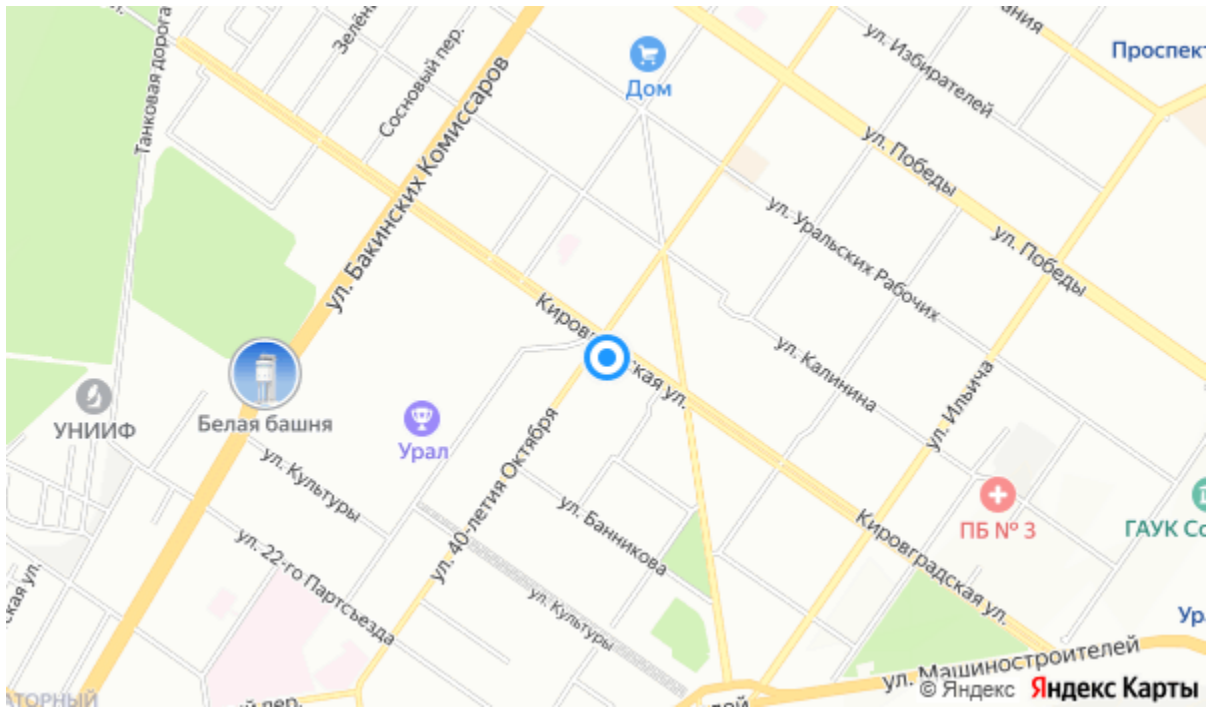 Танковая дорога
Сосновый пер.
ул. Бакинских Комиссаров
Дом
ул. Избирателей
Проспект
ул. Победы
ул. Победы
ул. Уральских Рабочих
ул. Калинина
ул. Ильича
Кировградская ул.
УНИИФ
Белая башня
Урал
ул. Культуры
ул. 40-летия Октября
ул. Банникова
ул. 22-го Партсъезда
ул. Культуры
ПБ № 3
ГАУК Со
Кировградская ул.
ул. Машиностроителей
пер.
© Яндекс Яндекс Карты